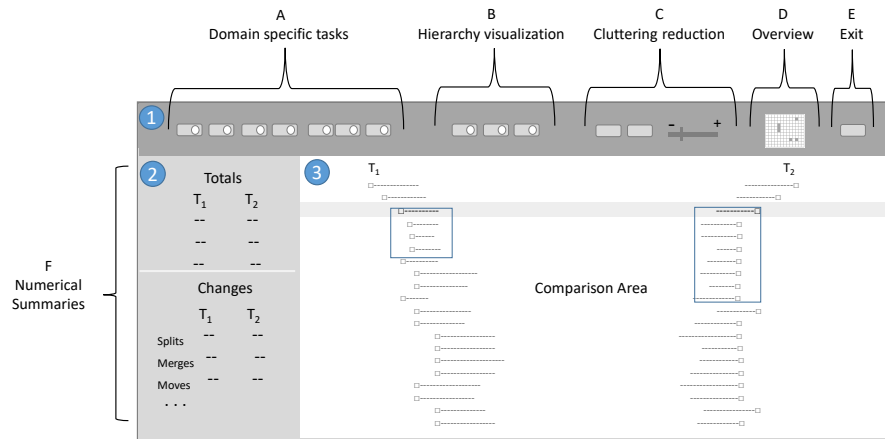 A
Domain specific tasks
B
Hierarchy visualization
C
Cluttering reduction
D
Overview
E
Exit
1
- +
F
Numerical
Summaries
2
Totals
T1 T2
-- --
-- --
-- --
Changes
T1 T2
Splits -- --
Merges -- --
Moves -- --
. . .
3
T1 T2
Comparison Area